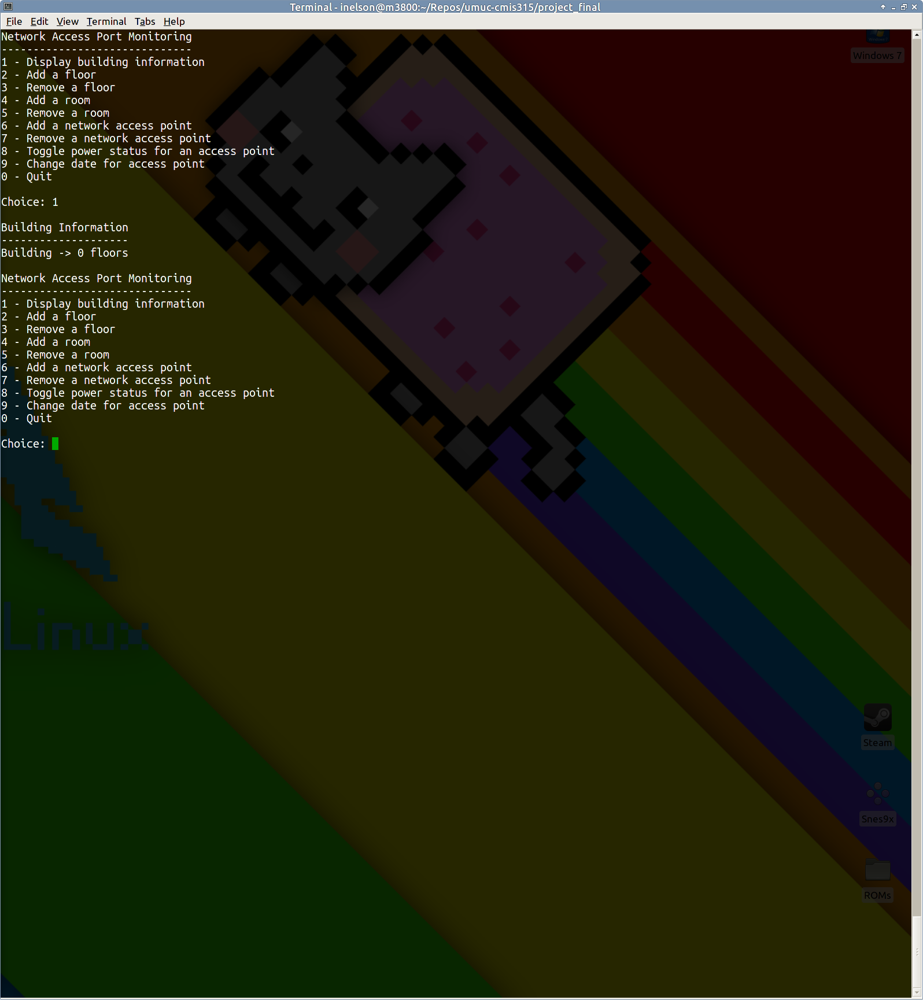 Terminal - inelson@m3800:~/Repos/umuc-cmis315/project_final
File Edit View Terminal Tabs Help
Network Access Port Monitoring
------------------------------
1 - Display building information
2 - Add a floor
3 - Remove a floor
4 - Add a room
5 - Remove a room
6 - Add a network access point
7 - Remove a network access point
8 - Toggle power status for an access point
9 - Change date for access point
0 - Quit
Choice: 1
Building Information
--------------------
Building -> 0 floors
Network Access Port Monitoring
------------------------------
1 - Display building information
2 - Add a floor
3 - Remove a floor
4 - Add a room
5 - Remove a room
6 - Add a network access point
7 - Remove a network access point
8 - Toggle power status for an access point
9 - Change date for access point
0 - Quit
Choice:
Windows 7
Linux
Steam
Snes9x
ROMs